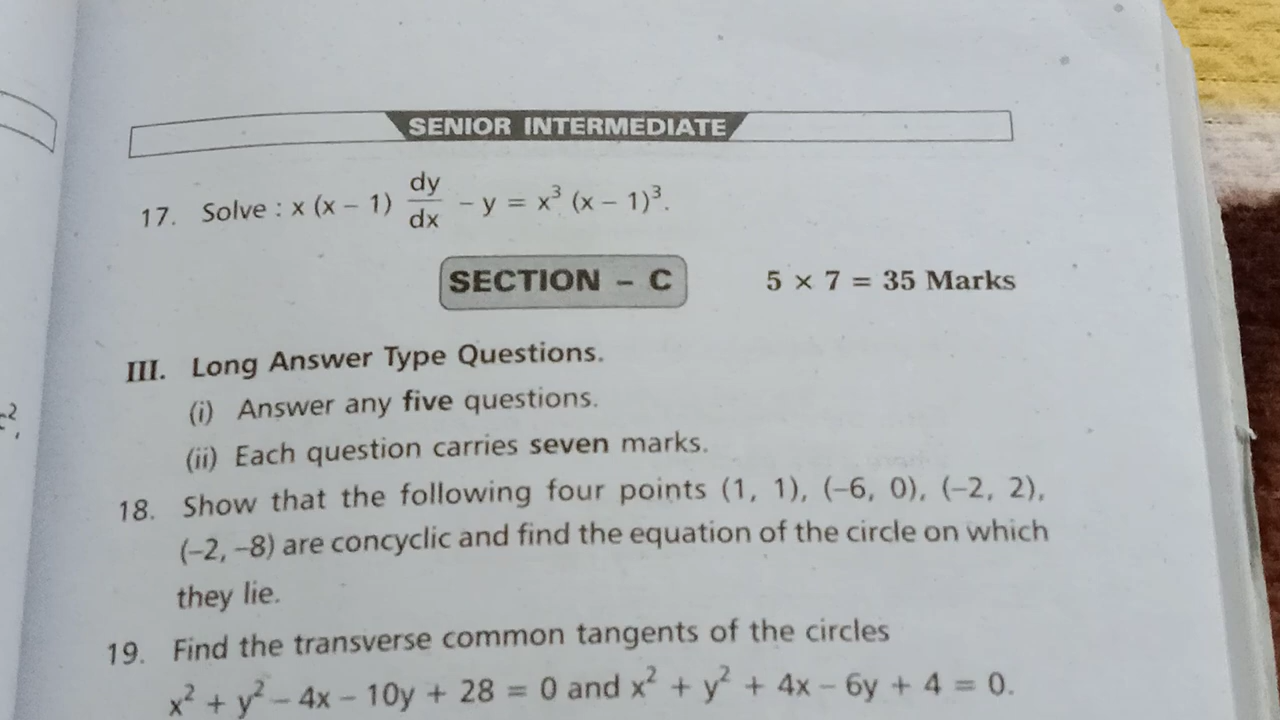 SENIOR INTERMEDIATE
17. Solve : x (x – 1) dy/dx – y = x³ (x – 1)³.
SECTION – C 5 × 7 = 35 Marks
III. Long Answer Type Questions.
(i) Answer any five questions.
(ii) Each question carries seven marks.
18. Show that the following four points (1, 1), (–6, 0), (–2, 2),
(–2, –8) are concyclic and find the equation of the circle on which
they lie.
19. Find the transverse common tangents of the circles
x² + y² – 4x – 10y + 28 = 0 and x² + y² + 4x – 6y + 4 = 0.